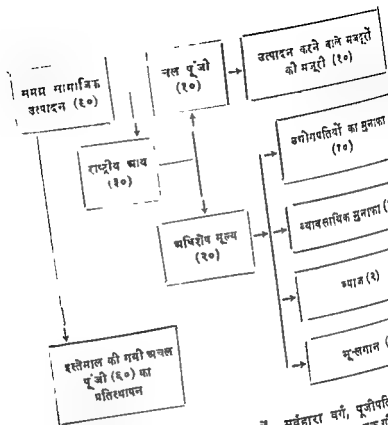 समग्र सामाजिक
उत्पादन (६०)
चल पूंजी
(१०)
उत्पादन करने वाले मजदूरों
की मजूरी (१०)
राष्ट्रीय आय
(३०)
उद्योगपतियों का मुनाफ़ा
(१०)
अधिशेष मूल्य
(२०)
व्यावसायिक मुनाफ़ा
ब्याज (२)
भू-लगान
इस्तेमाल की गयी अचल
पूंजी (६०) का
प्रतिस्थापन
सर्वहारा वर्ग, पूंजीपति